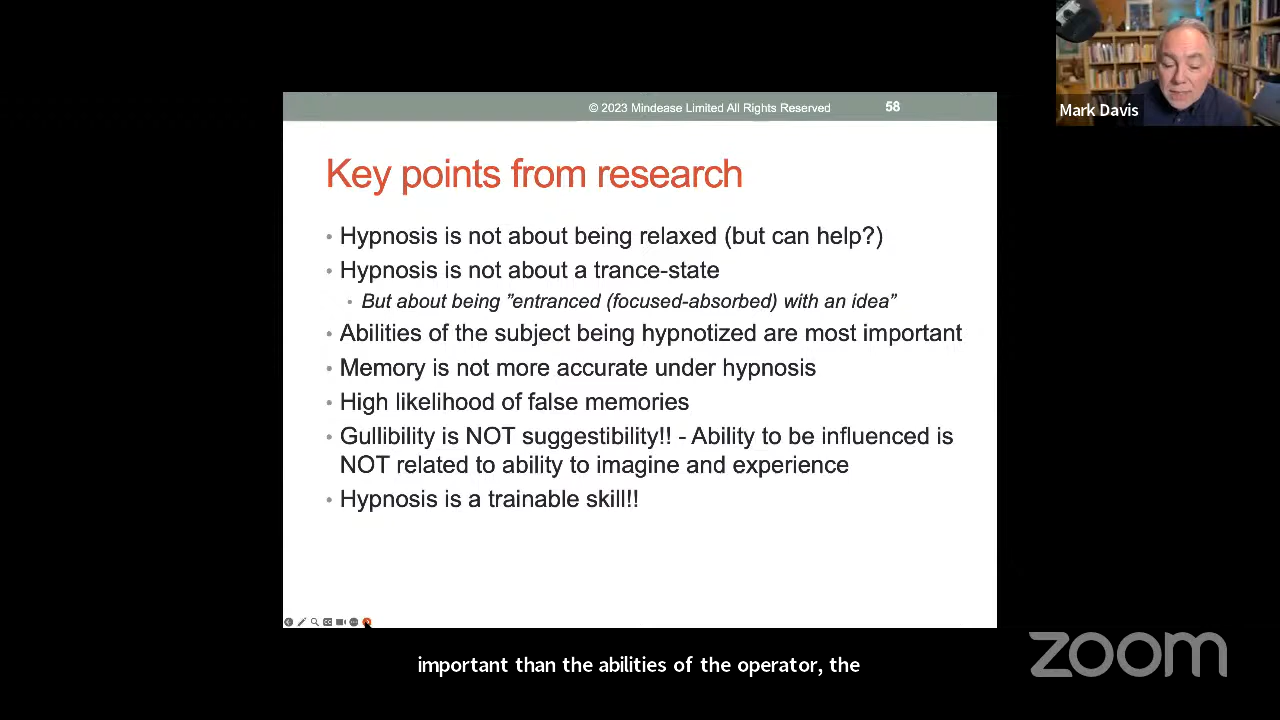 © 2023 Mindease Limited All Rights Reserved 58
Mark Davis
Key points from research
• Hypnosis is not about being relaxed (but can help?)
• Hypnosis is not about a trance-state
• But about being ”entranced (focused-absorbed) with an idea”
• Abilities of the subject being hypnotized are most important
• Memory is not more accurate under hypnosis
• High likelihood of false memories
• Gullibility is NOT suggestibility!! - Ability to be influenced is
NOT related to ability to imagine and experience
• Hypnosis is a trainable skill!!
important than the abilities of the operator, the
zoom